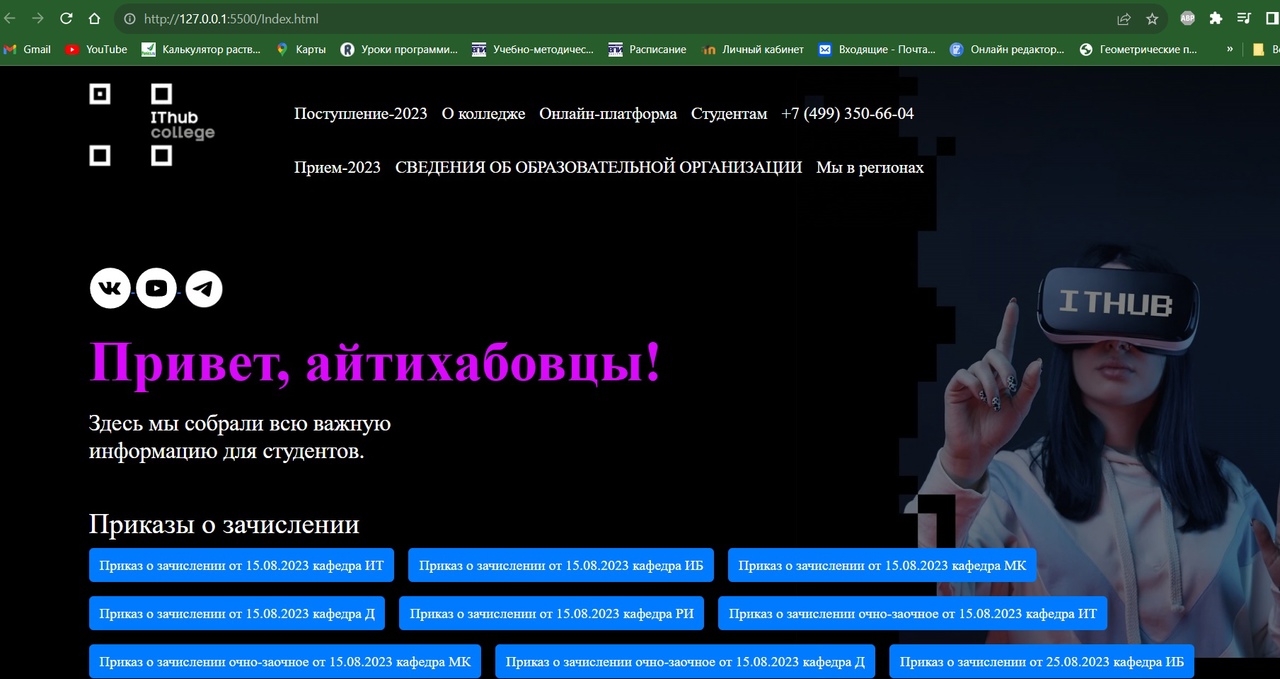 http://127.0.0.1:5500/Index.html
ABP
Gmail YouTube Калькулятор раств... Карты Уроки программи... Учебно-методичес... Расписание Личный кабинет Входящие - Почта... Онлайн редактор... Геометрические п... »
IThub
college
Поступление-2023 О колледже Онлайн-платформа Студентам +7 (499) 350-66-04
Прием-2023 СВЕДЕНИЯ ОБ ОБРАЗОВАТЕЛЬНОЙ ОРГАНИЗАЦИИ Мы в регионах
ITHUB
Привет, айтихабовцы!
Здесь мы собрали всю важную
информацию для студентов.
Приказы о зачислении
Приказ о зачислении от 15.08.2023 кафедра ИТ Приказ о зачислении от 15.08.2023 кафедра ИБ Приказ о зачислении от 15.08.2023 кафедра МК
Приказ о зачислении от 15.08.2023 кафедра Д Приказ о зачислении от 15.08.2023 кафедра РИ Приказ о зачислении очно-заочное от 15.08.2023 кафедра ИТ
Приказ о зачислении очно-заочное от 15.08.2023 кафедра МК Приказ о зачислении очно-заочное от 15.08.2023 кафедра Д Приказ о зачислении от 25.08.2023 кафедра ИБ